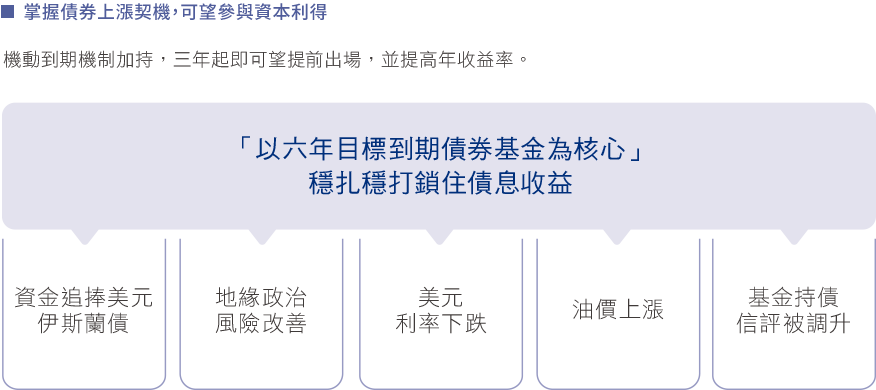 掌握債券上漲契機，可望參與資本利得
機動到期機制加持，三年起即可望提前出場，並提高年收益率。
「以六年目標到期債券基金為核心」
穩扎穩打鎖住債息收益
資金追捧美元
伊斯蘭債
地緣政治
風險改善
美元
利率下跌
油價上漲
基金持債
信評被調升